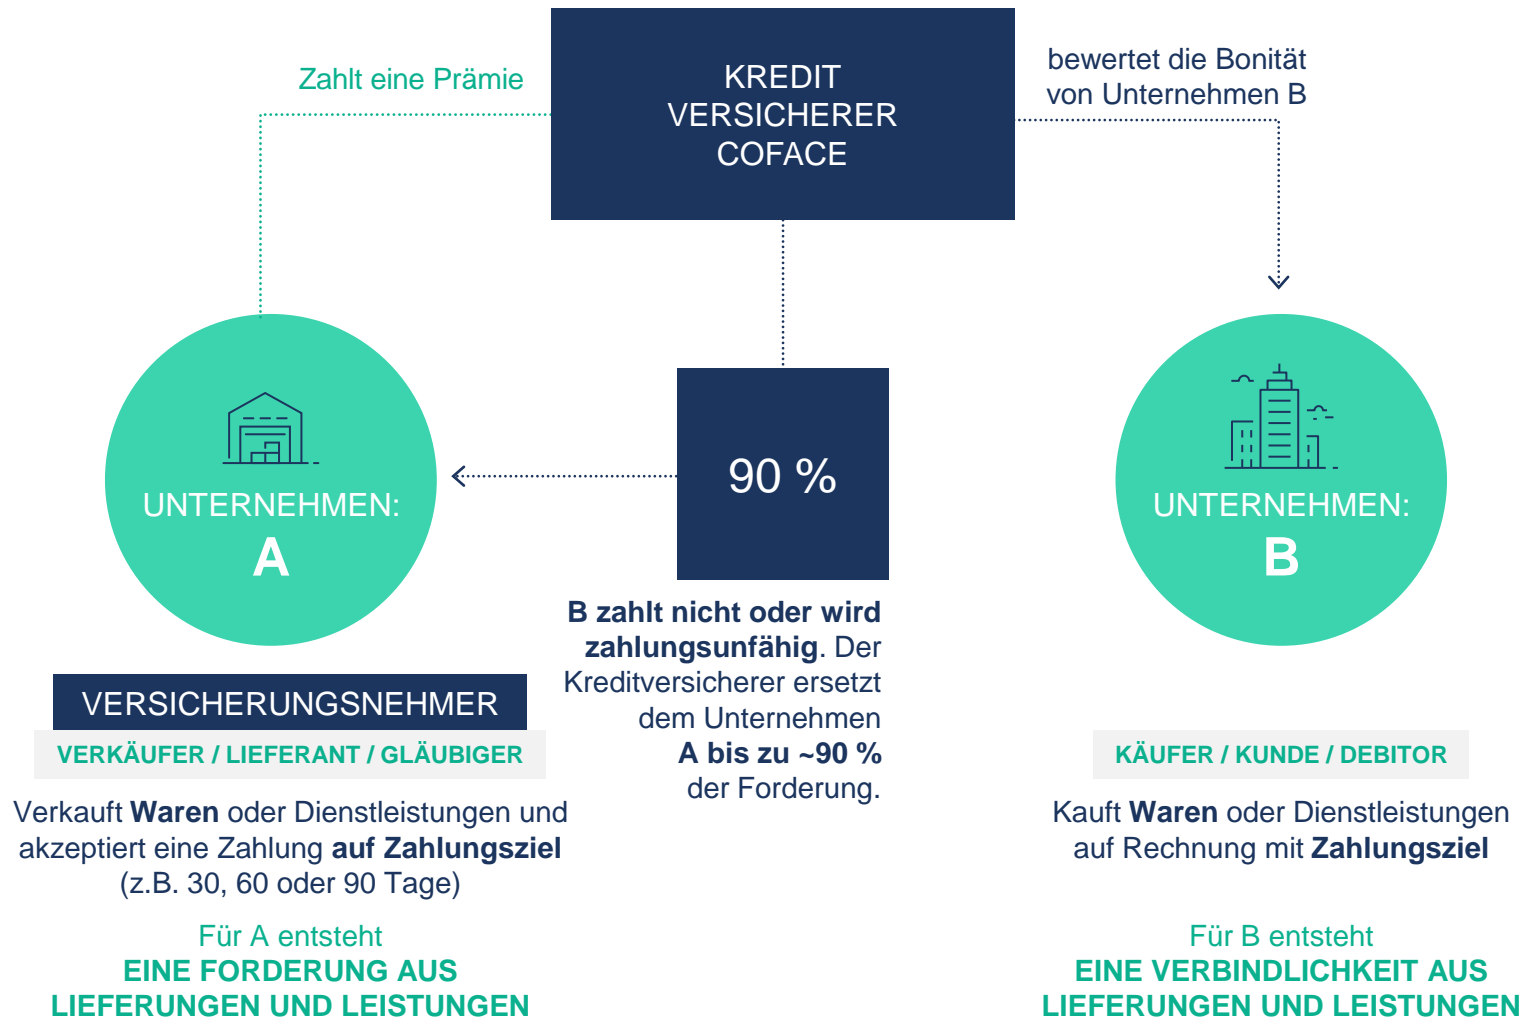 Zahlt eine Prämie
KREDIT
VERSICHERER
COFACE
bewertet die Bonität
von Unternehmen B
UNTERNEHMEN:
A
90 %
UNTERNEHMEN:
B
B zahlt nicht oder wird
zahlungsunfähig. Der
Kreditversicherer ersetzt
dem Unternehmen
A bis zu ~90 %
der Forderung.
VERSICHERUNGSNEHMER
VERKÄUFER / LIEFERANT / GLÄUBIGER
Verkauft Waren oder Dienstleistungen und
akzeptiert eine Zahlung auf Zahlungsziel
(z.B. 30, 60 oder 90 Tage)
Für A entsteht
EINE FORDERUNG AUS
LIEFERUNGEN UND LEISTUNGEN
KÄUFER / KUNDE / DEBITOR
Kauft Waren oder Dienstleistungen
auf Rechnung mit Zahlungsziel
Für B entsteht
EINE VERBINDLICHKEIT AUS
LIEFERUNGEN UND LEISTUNGEN